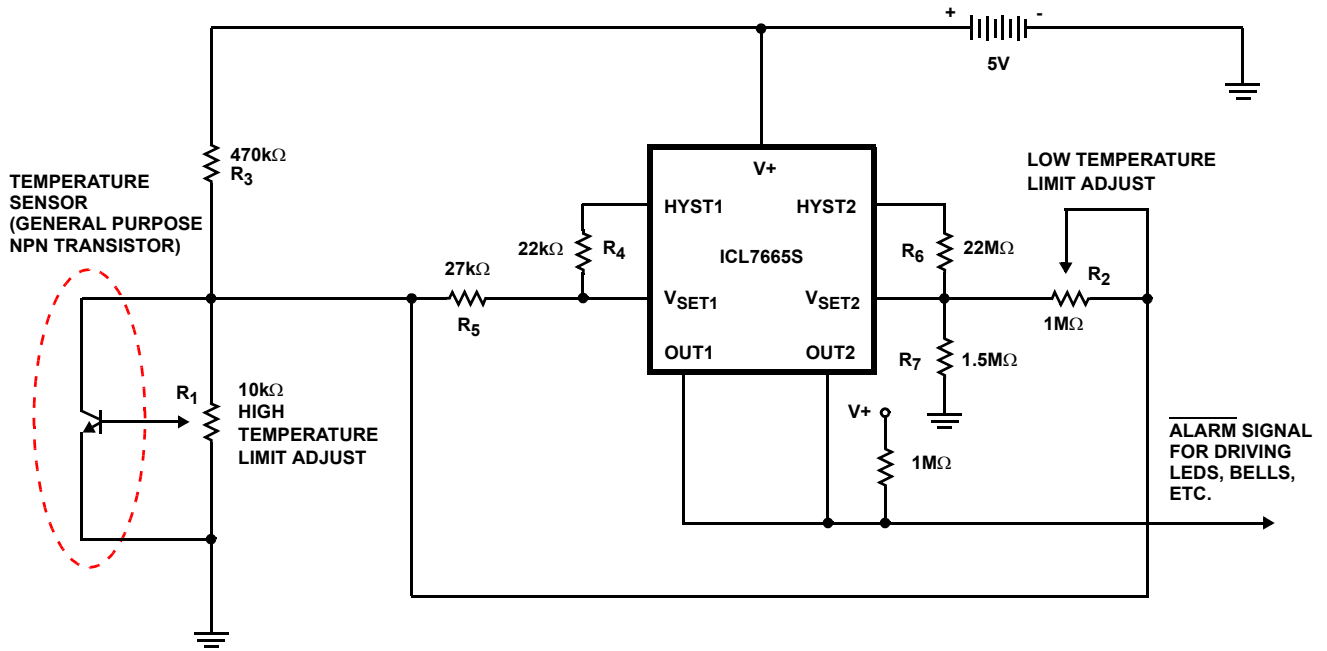 + -
5V
470kΩ
R3
TEMPERATURE
SENSOR
(GENERAL PURPOSE
NPN TRANSISTOR)
R1
10kΩ
HIGH
TEMPERATURE
LIMIT ADJUST
27kΩ
R5
22kΩ
R4
V+
HYST1
HYST2
ICL7665S
VSET1
VSET2
OUT1
OUT2
R6
22MΩ
R7
1.5MΩ
LOW TEMPERATURE
LIMIT ADJUST
R2
1MΩ
V+
1MΩ
ALARM SIGNAL
FOR DRIVING
LEDS, BELLS,
ETC.